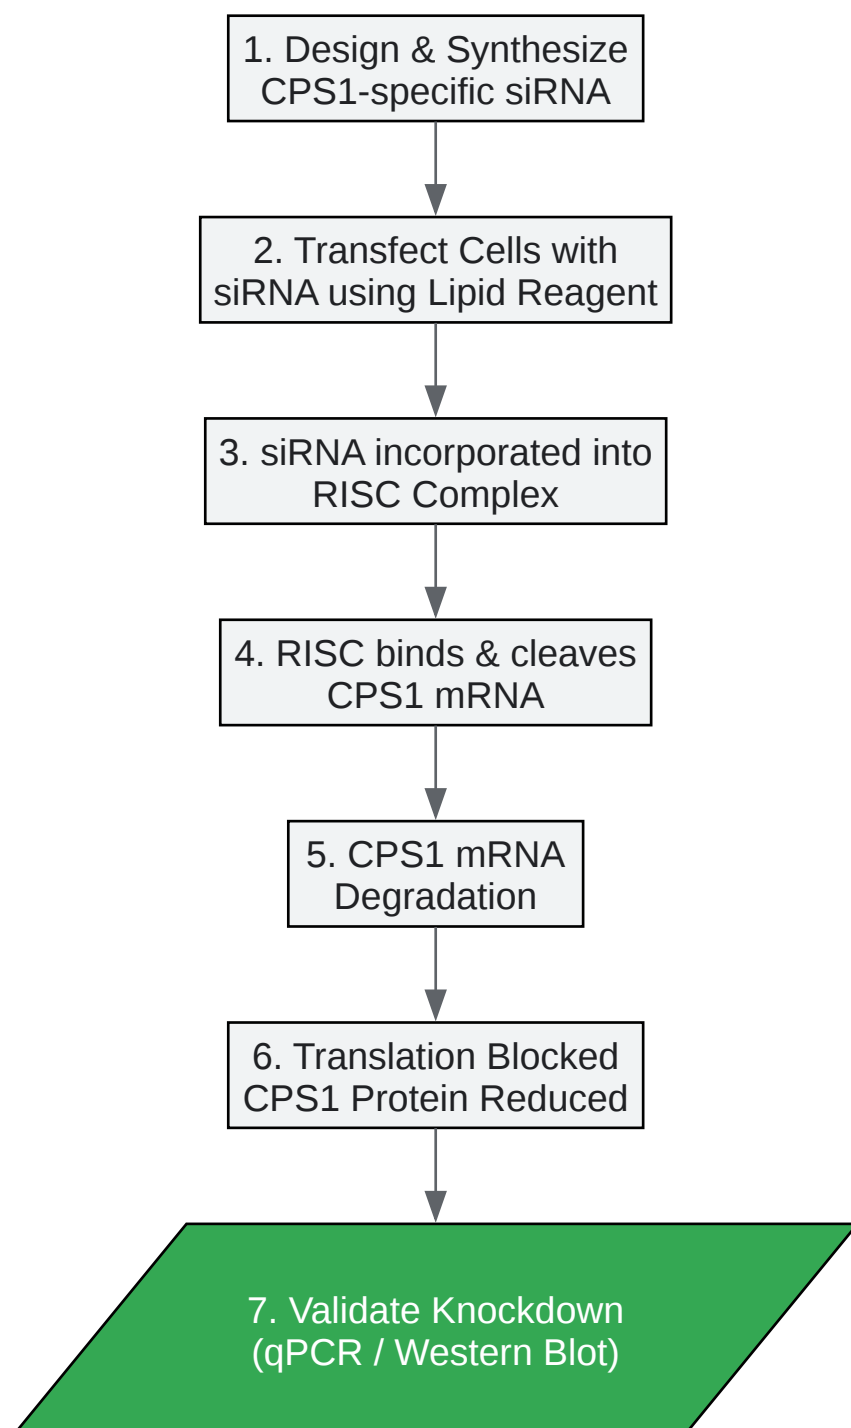 1. Design & Synthesize
CPS1-specific siRNA
2. Transfect Cells with
siRNA using Lipid Reagent
3. siRNA incorporated into
RISC Complex
4. RISC binds & cleaves
CPS1 mRNA
5. CPS1 mRNA
Degradation
6. Translation Blocked
CPS1 Protein Reduced
7. Validate Knockdown
(qPCR / Western Blot)